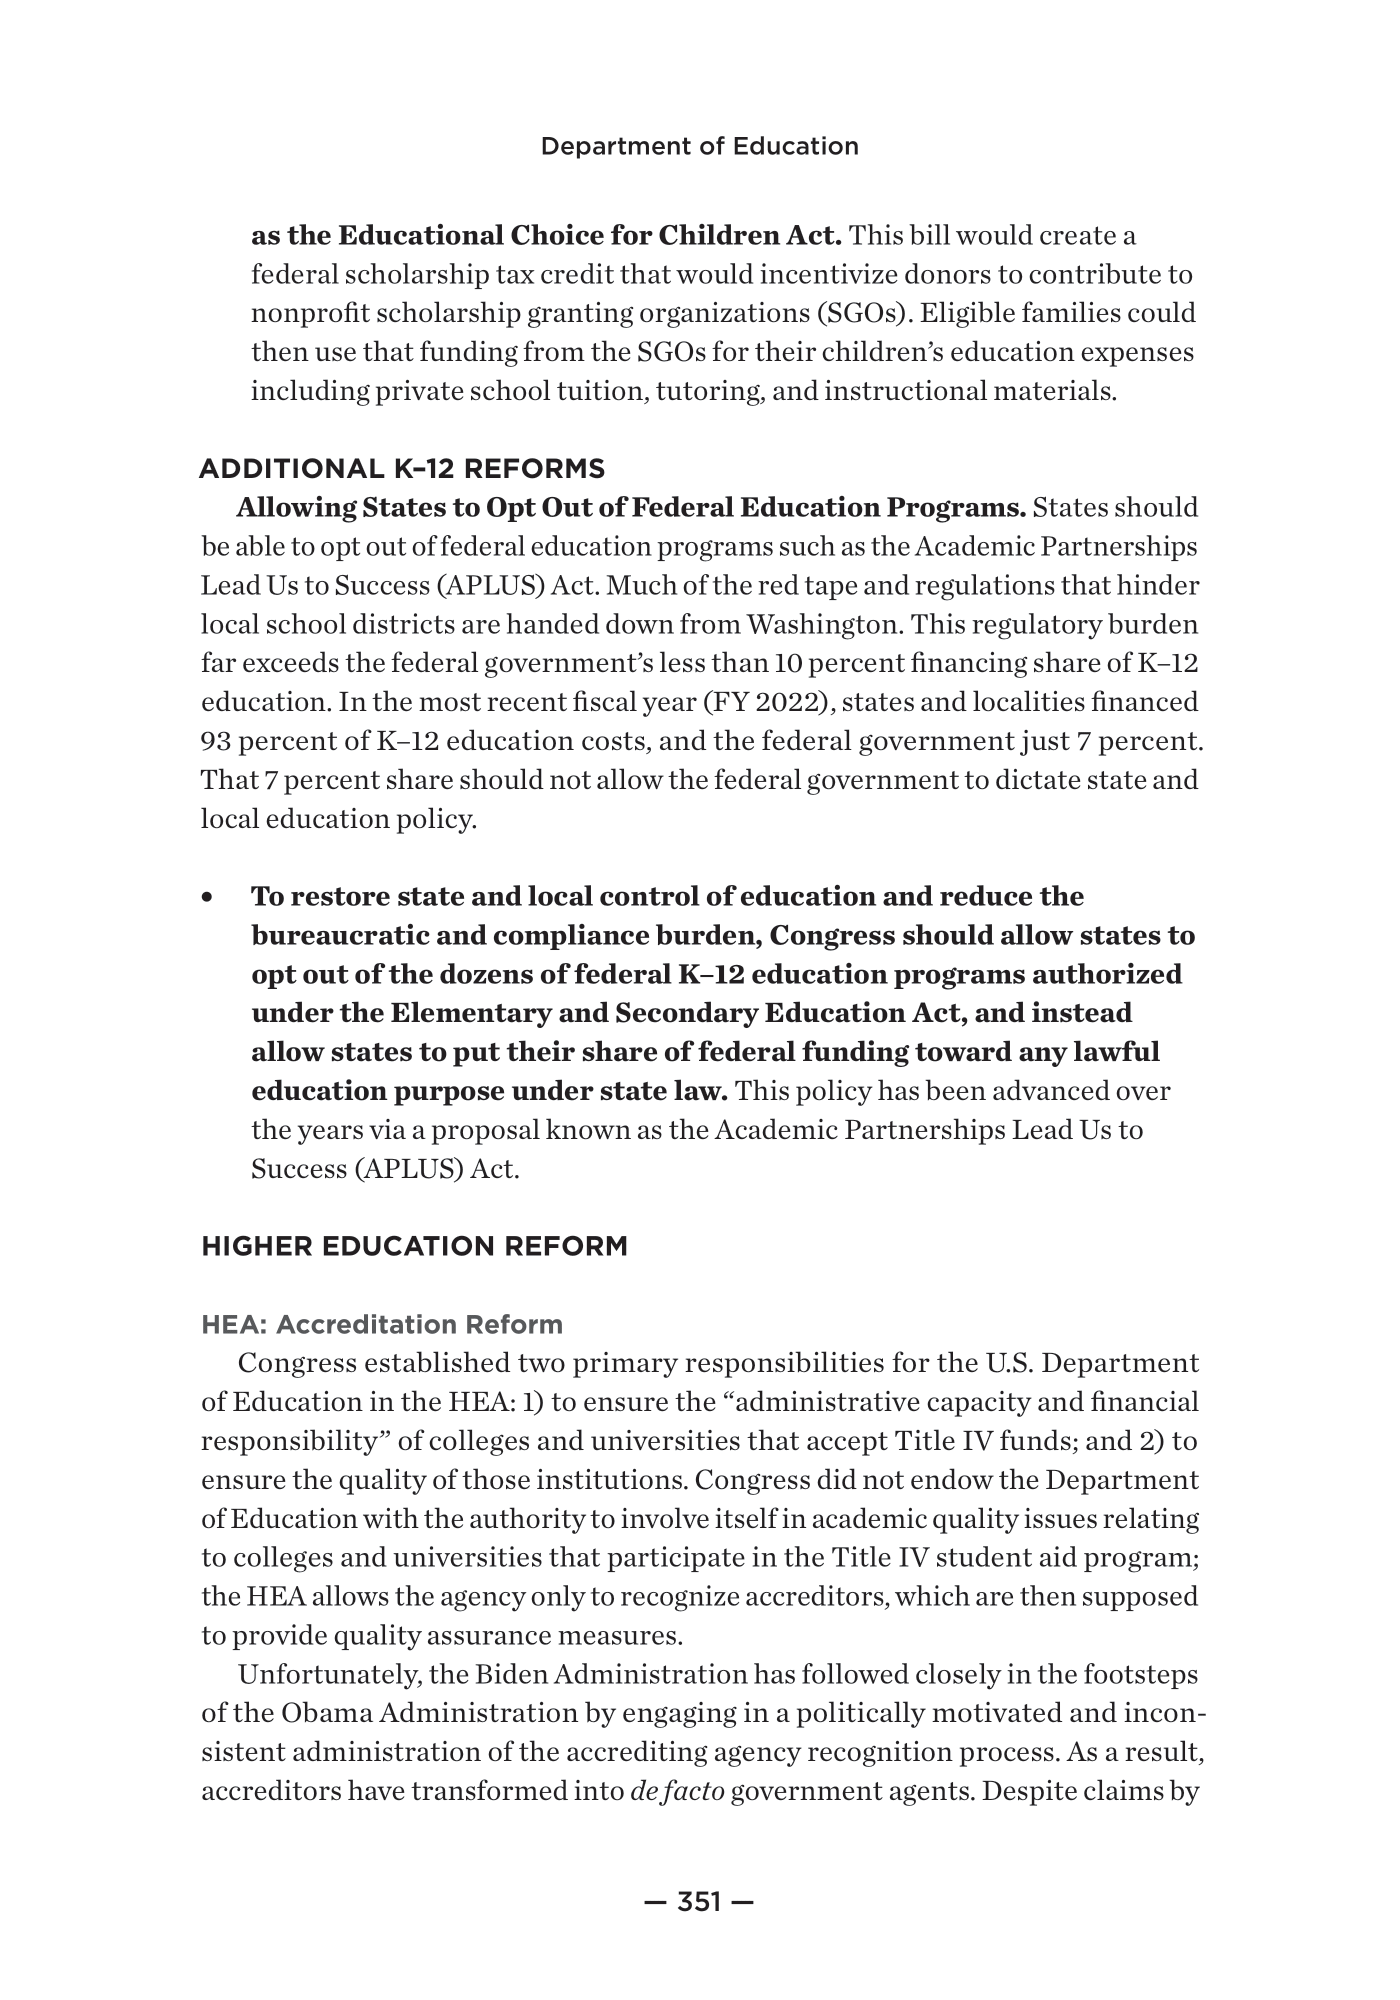 Department of Education
as the Educational Choice for Children Act. This bill would create a
federal scholarship tax credit that would incentivize donors to contribute to
nonprofit scholarship granting organizations (SGOs). Eligible families could
then use that funding from the SGOs for their children’s education expenses
including private school tuition, tutoring, and instructional materials.
ADDITIONAL K–12 REFORMS
Allowing States to Opt Out of Federal Education Programs. States should
be able to opt out of federal education programs such as the Academic Partnerships
Lead Us to Success (APLUS) Act. Much of the red tape and regulations that hinder
local school districts are handed down from Washington. This regulatory burden
far exceeds the federal government’s less than 10 percent financing share of K–12
education. In the most recent fiscal year (FY 2022), states and localities financed
93 percent of K–12 education costs, and the federal government just 7 percent.
That 7 percent share should not allow the federal government to dictate state and
local education policy.
• To restore state and local control of education and reduce the
bureaucratic and compliance burden, Congress should allow states to
opt out of the dozens of federal K–12 education programs authorized
under the Elementary and Secondary Education Act, and instead
allow states to put their share of federal funding toward any lawful
education purpose under state law. This policy has been advanced over
the years via a proposal known as the Academic Partnerships Lead Us to
Success (APLUS) Act.
HIGHER EDUCATION REFORM
HEA: Accreditation Reform
Congress established two primary responsibilities for the U.S. Department
of Education in the HEA: 1) to ensure the “administrative capacity and financial
responsibility” of colleges and universities that accept Title IV funds; and 2) to
ensure the quality of those institutions. Congress did not endow the Department
of Education with the authority to involve itself in academic quality issues relating
to colleges and universities that participate in the Title IV student aid program;
the HEA allows the agency only to recognize accreditors, which are then supposed
to provide quality assurance measures.
Unfortunately, the Biden Administration has followed closely in the footsteps
of the Obama Administration by engaging in a politically motivated and incon-
sistent administration of the accrediting agency recognition process. As a result,
accreditors have transformed into de facto government agents. Despite claims by
— 351 —